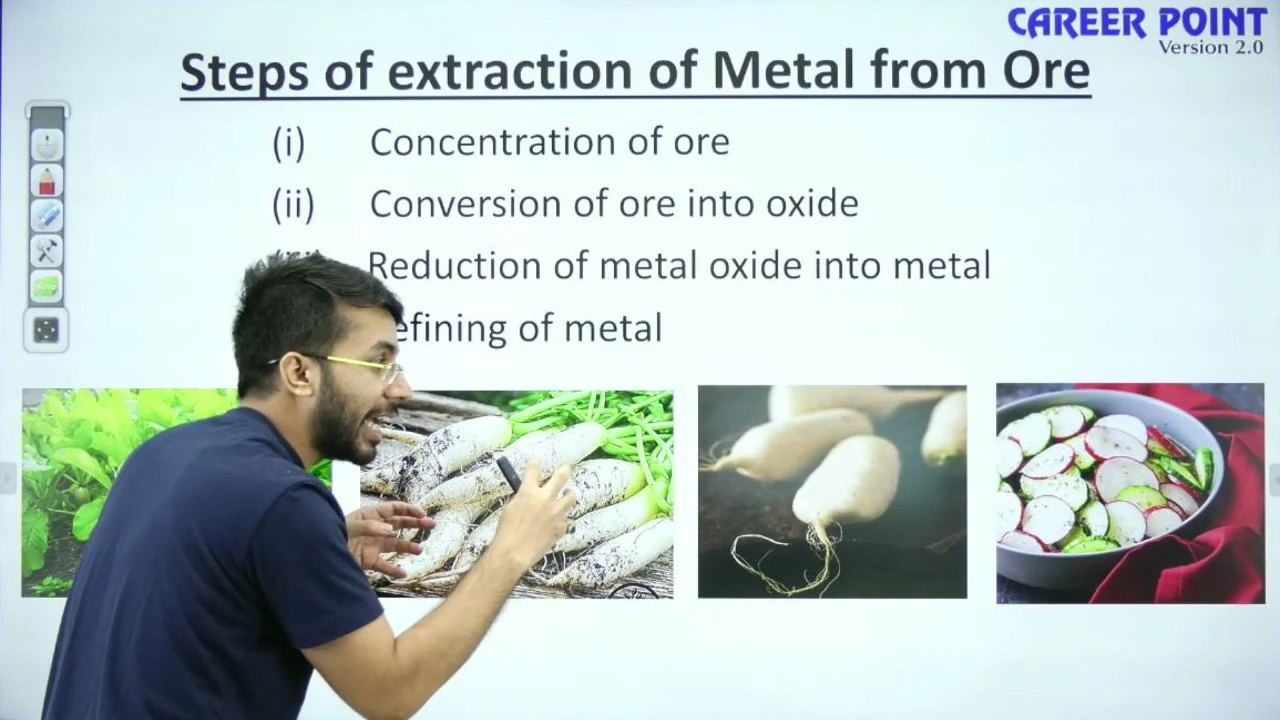 CAREER POINT
Version 2.0
Steps of extraction of Metal from Ore
(i) Concentration of ore
(ii) Conversion of ore into oxide
Reduction of metal oxide into metal
efining of metal